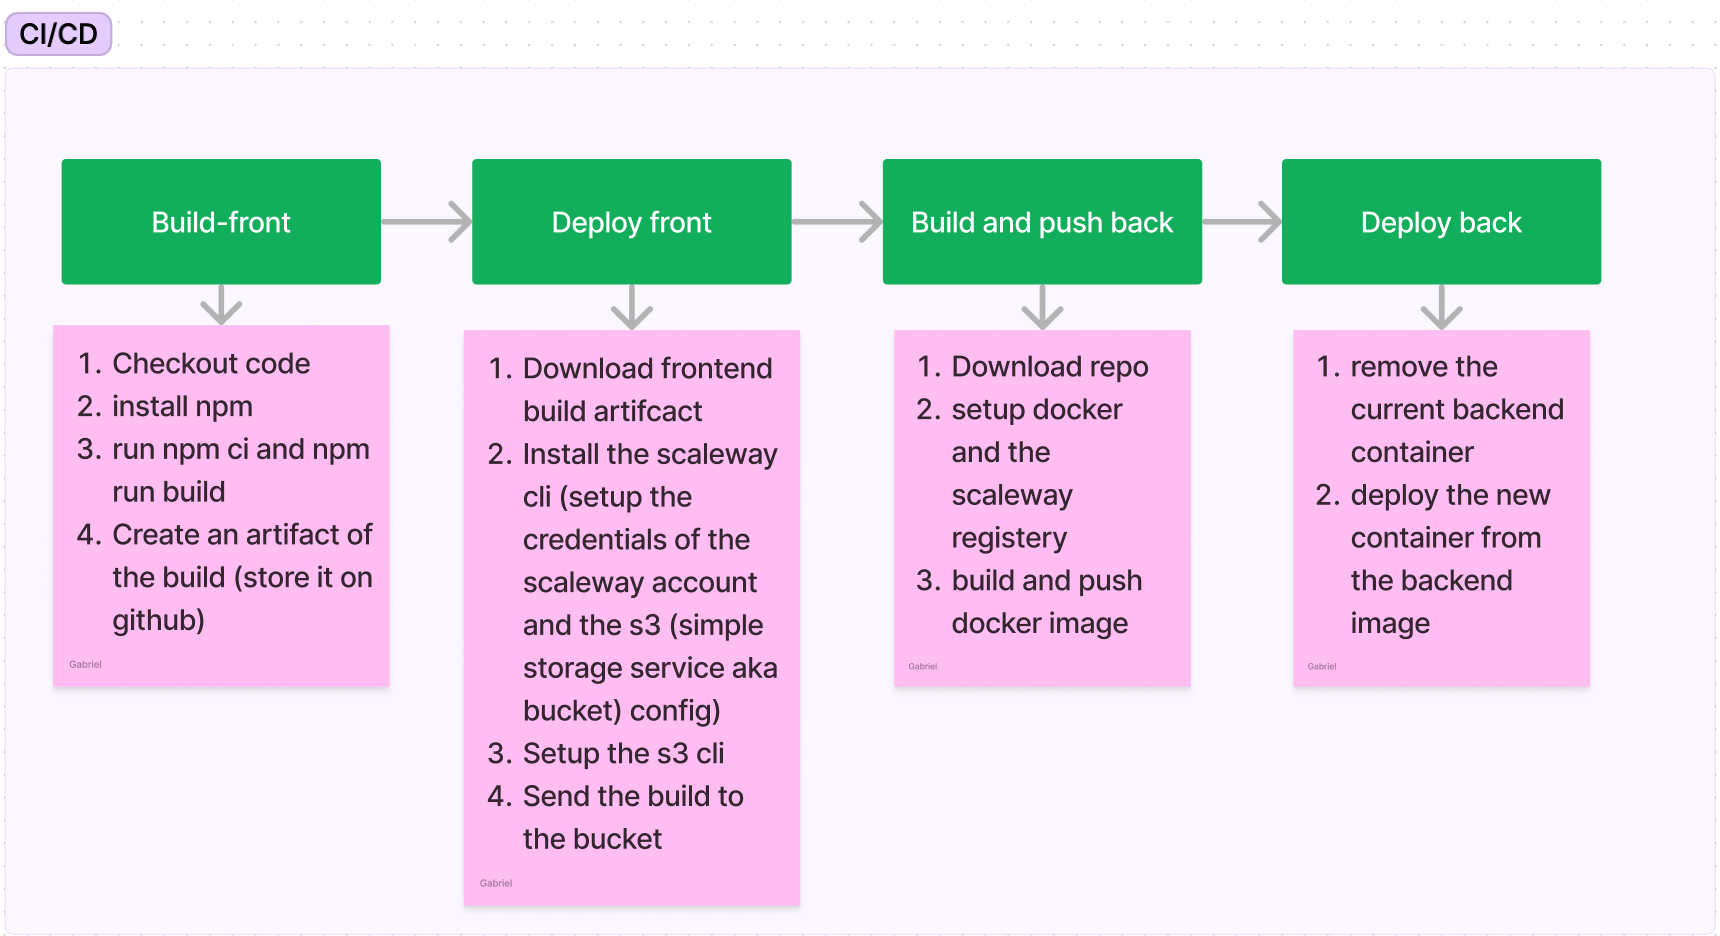 CI/CD
Build-front
Deploy front
Build and push back
Deploy back
1. Checkout code
2. install npm
3. run npm ci and npm
run build
4. Create an artifact of
the build (store it on
github)
Gabriel
1. Download frontend
build artifcact
2. Install the scaleway
cli (setup the
credentials of the
scaleway account
and the s3 (simple
storage service aka
bucket) config)
3. Setup the s3 cli
4. Send the build to
the bucket
Gabriel
1. Download repo
2. setup docker
and the
scaleway
registery
3. build and push
docker image
Gabriel
1. remove the
current backend
container
2. deploy the new
container from
the backend
image
Gabriel